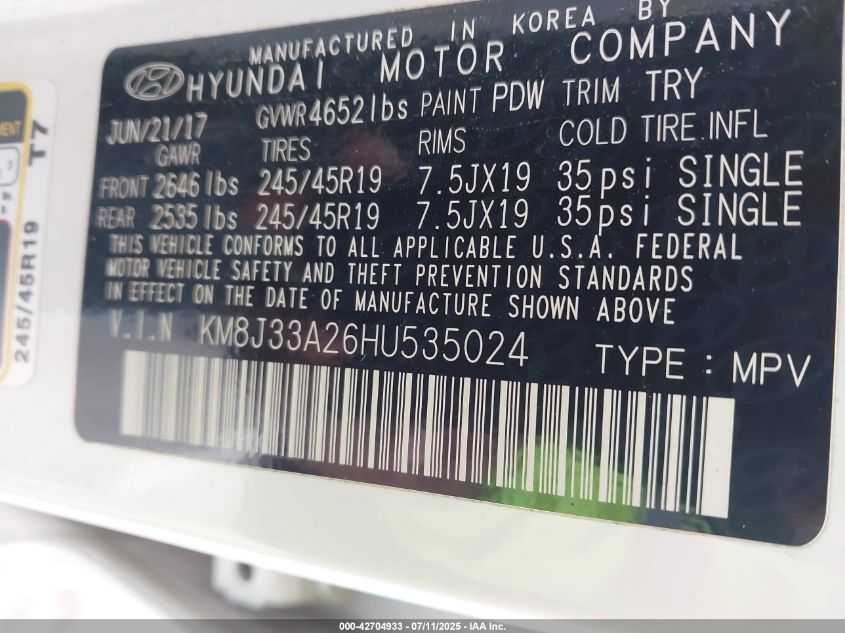 MANUFACTURED IN KOREA BY
HYUNDAI MOTOR COMPANY
JUN/21/17 GVWR 4652 lbs PAINT PDW TRIM TRY
GAWR TIRES RIMS COLD TIRE INFL
FRONT 2646 lbs 245/45R19 7.5JX19 35psi SINGLE
REAR 2535 lbs 245/45R19 7.5JX19 35psi SINGLE
THIS VEHICLE CONFORMS TO ALL APPLICABLE U.S.A. FEDERAL
MOTOR VEHICLE SAFETY AND THEFT PREVENTION STANDARDS
IN EFFECT ON THE DATE OF MANUFACTURE SHOWN ABOVE
V.I.N KM8J33A26HU535024
TYPE : MPV
245/45R19 T7
000-42704933 - 07/11/2025 - IAA Inc.